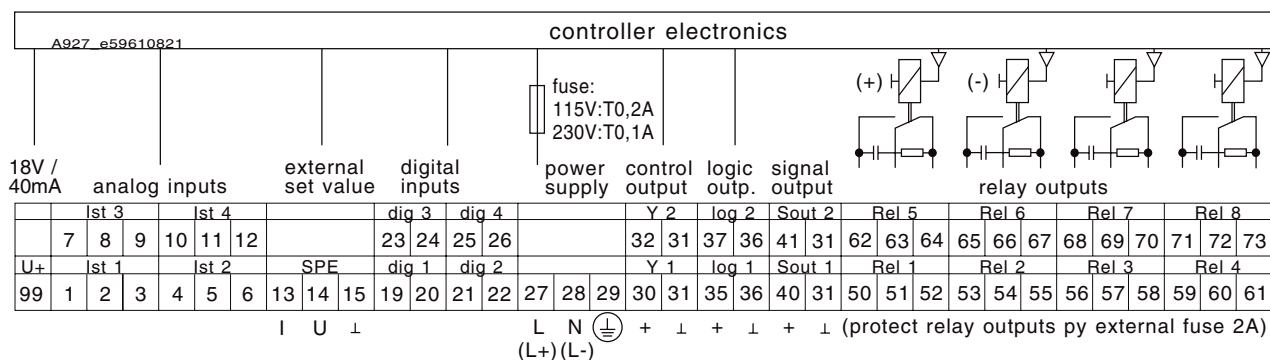 controller electronics
A927_e59610821
fuse:
115V:T0,2A
230V:T0,1A
(+) (-)
18V / 40mA
analog inputs
external set value
digital inputs
power supply
control output
logic outp.
signal output
relay outputs
Ist 3 Ist 4 dig 3 dig 4 Y 2 log 2 Sout 2 Rel 5 Rel 6 Rel 7 Rel 8
7 8 9 10 11 12 23 24 25 26 32 31 37 36 41 31 62 63 64 65 66 67 68 69 70 71 72 73
U+ Ist 1 Ist 2 SPE dig 1 dig 2 Y 1 log 1 Sout 1 Rel 1 Rel 2 Rel 3 Rel 4
99 1 2 3 4 5 6 13 14 15 19 20 21 22 27 28 29 30 31 35 36 40 31 50 51 52 53 54 55 56 57 58 59 60 61
I U ⊥ L N + ⊥ + ⊥ + ⊥ (protect relay outputs py external fuse 2A)
(L+) (L-)